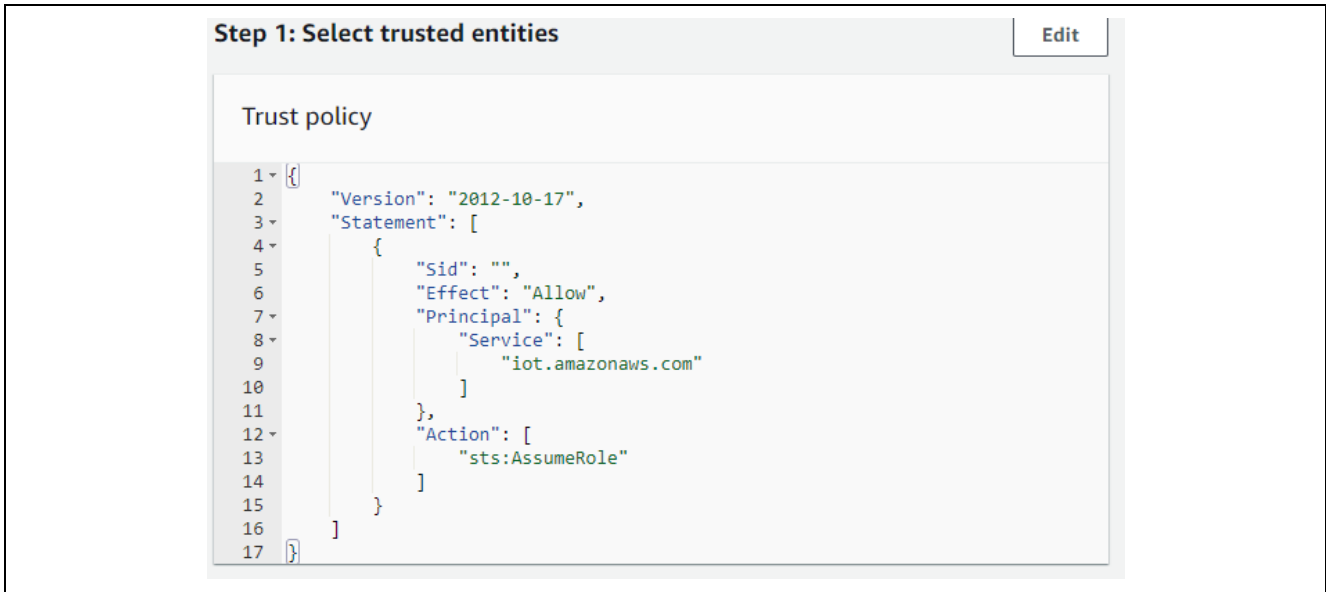 Step 1: Select trusted entities
Edit
Trust policy
1 {
2 "Version": "2012-10-17",
3 "Statement": [
4 {
5 "Sid": "",
6 "Effect": "Allow",
7 "Principal": {
8 "Service": [
9 "iot.amazonaws.com"
10 ]
11 },
12 "Action": [
13 "sts:AssumeRole"
14 ]
15 }
16 ]
17 }